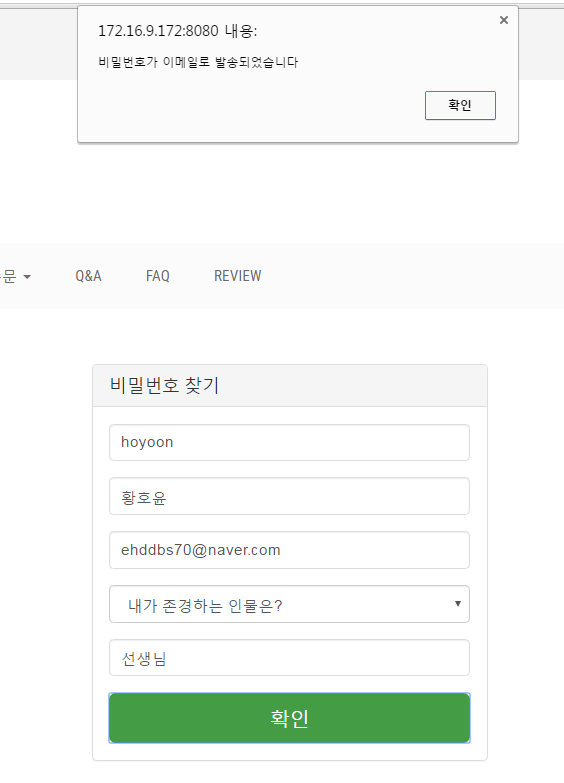 172.16.9.172:8080 내용:
비밀번호가 이메일로 발송되었습니다
확인
문 Q&A FAQ REVIEW
비밀번호 찾기
hoyoon
황호윤
ehddbs70@naver.com
내가 존경하는 인물은?
선생님
확인